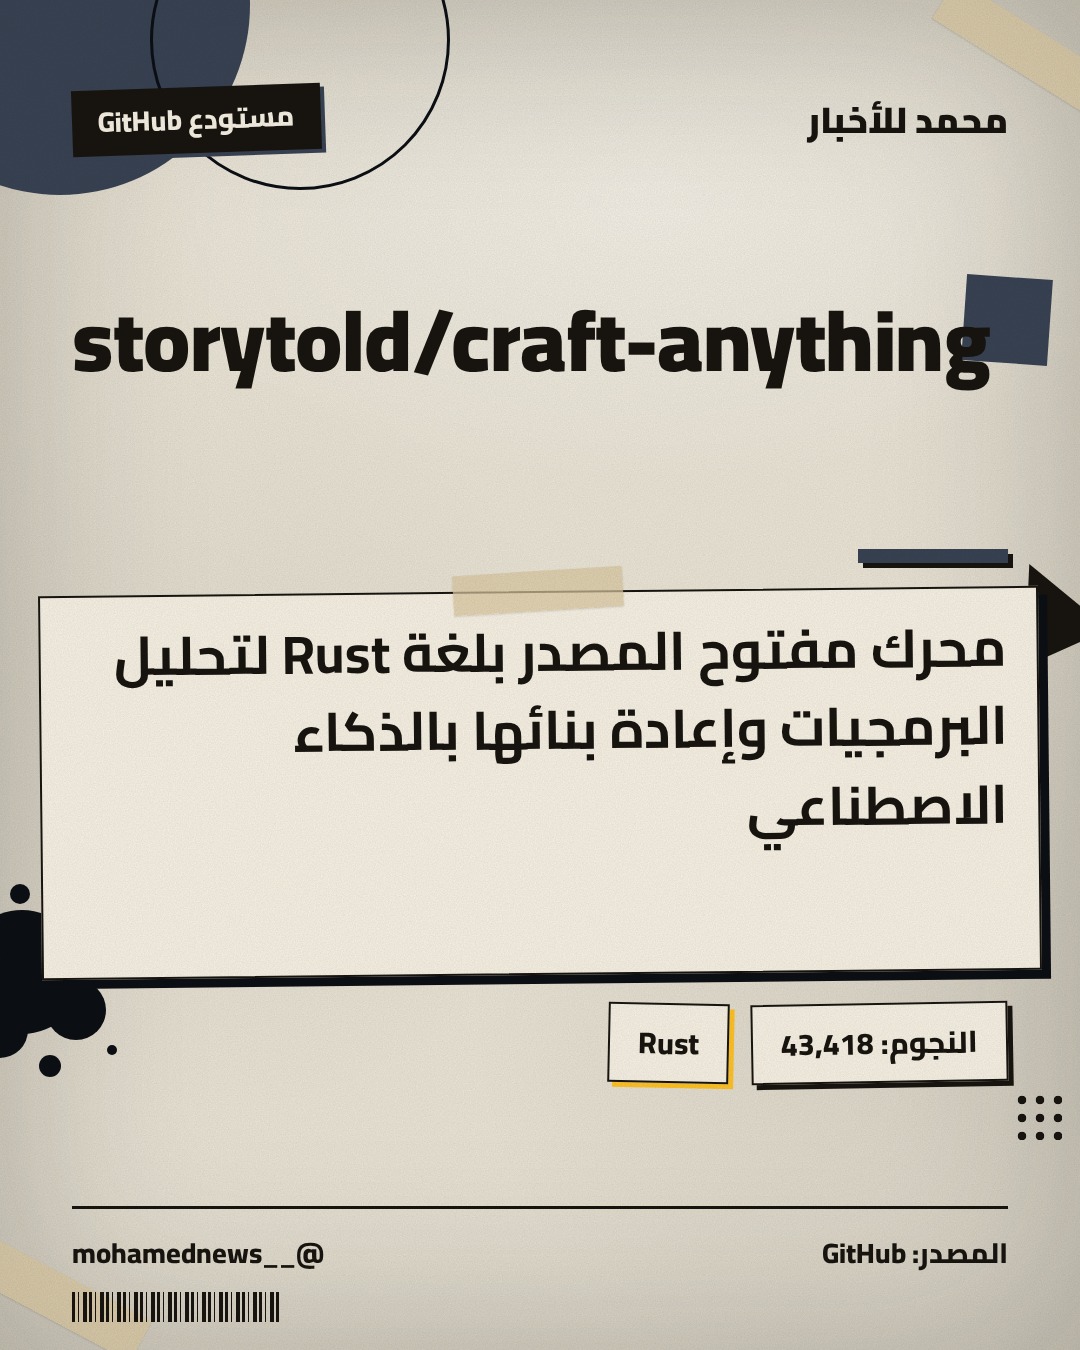 محمد للأخبار
مستودع GitHub
storytold/craft-anything
محرك مفتوح المصدر بلغة Rust لتحليل
البرمجيات وإعادة بنائها بالذكاء
الاصطناعي
النجوم: 43,418
Rust
المصدر: GitHub
mohamednews__@